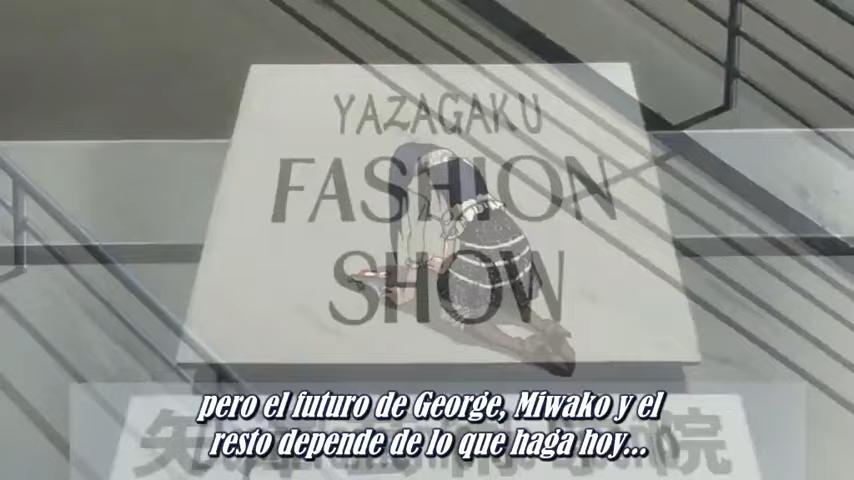 YAZAGAKU
FASHION
SHOW
pero el futuro de George, Miwako y el
resto depende de lo que haga hoy...